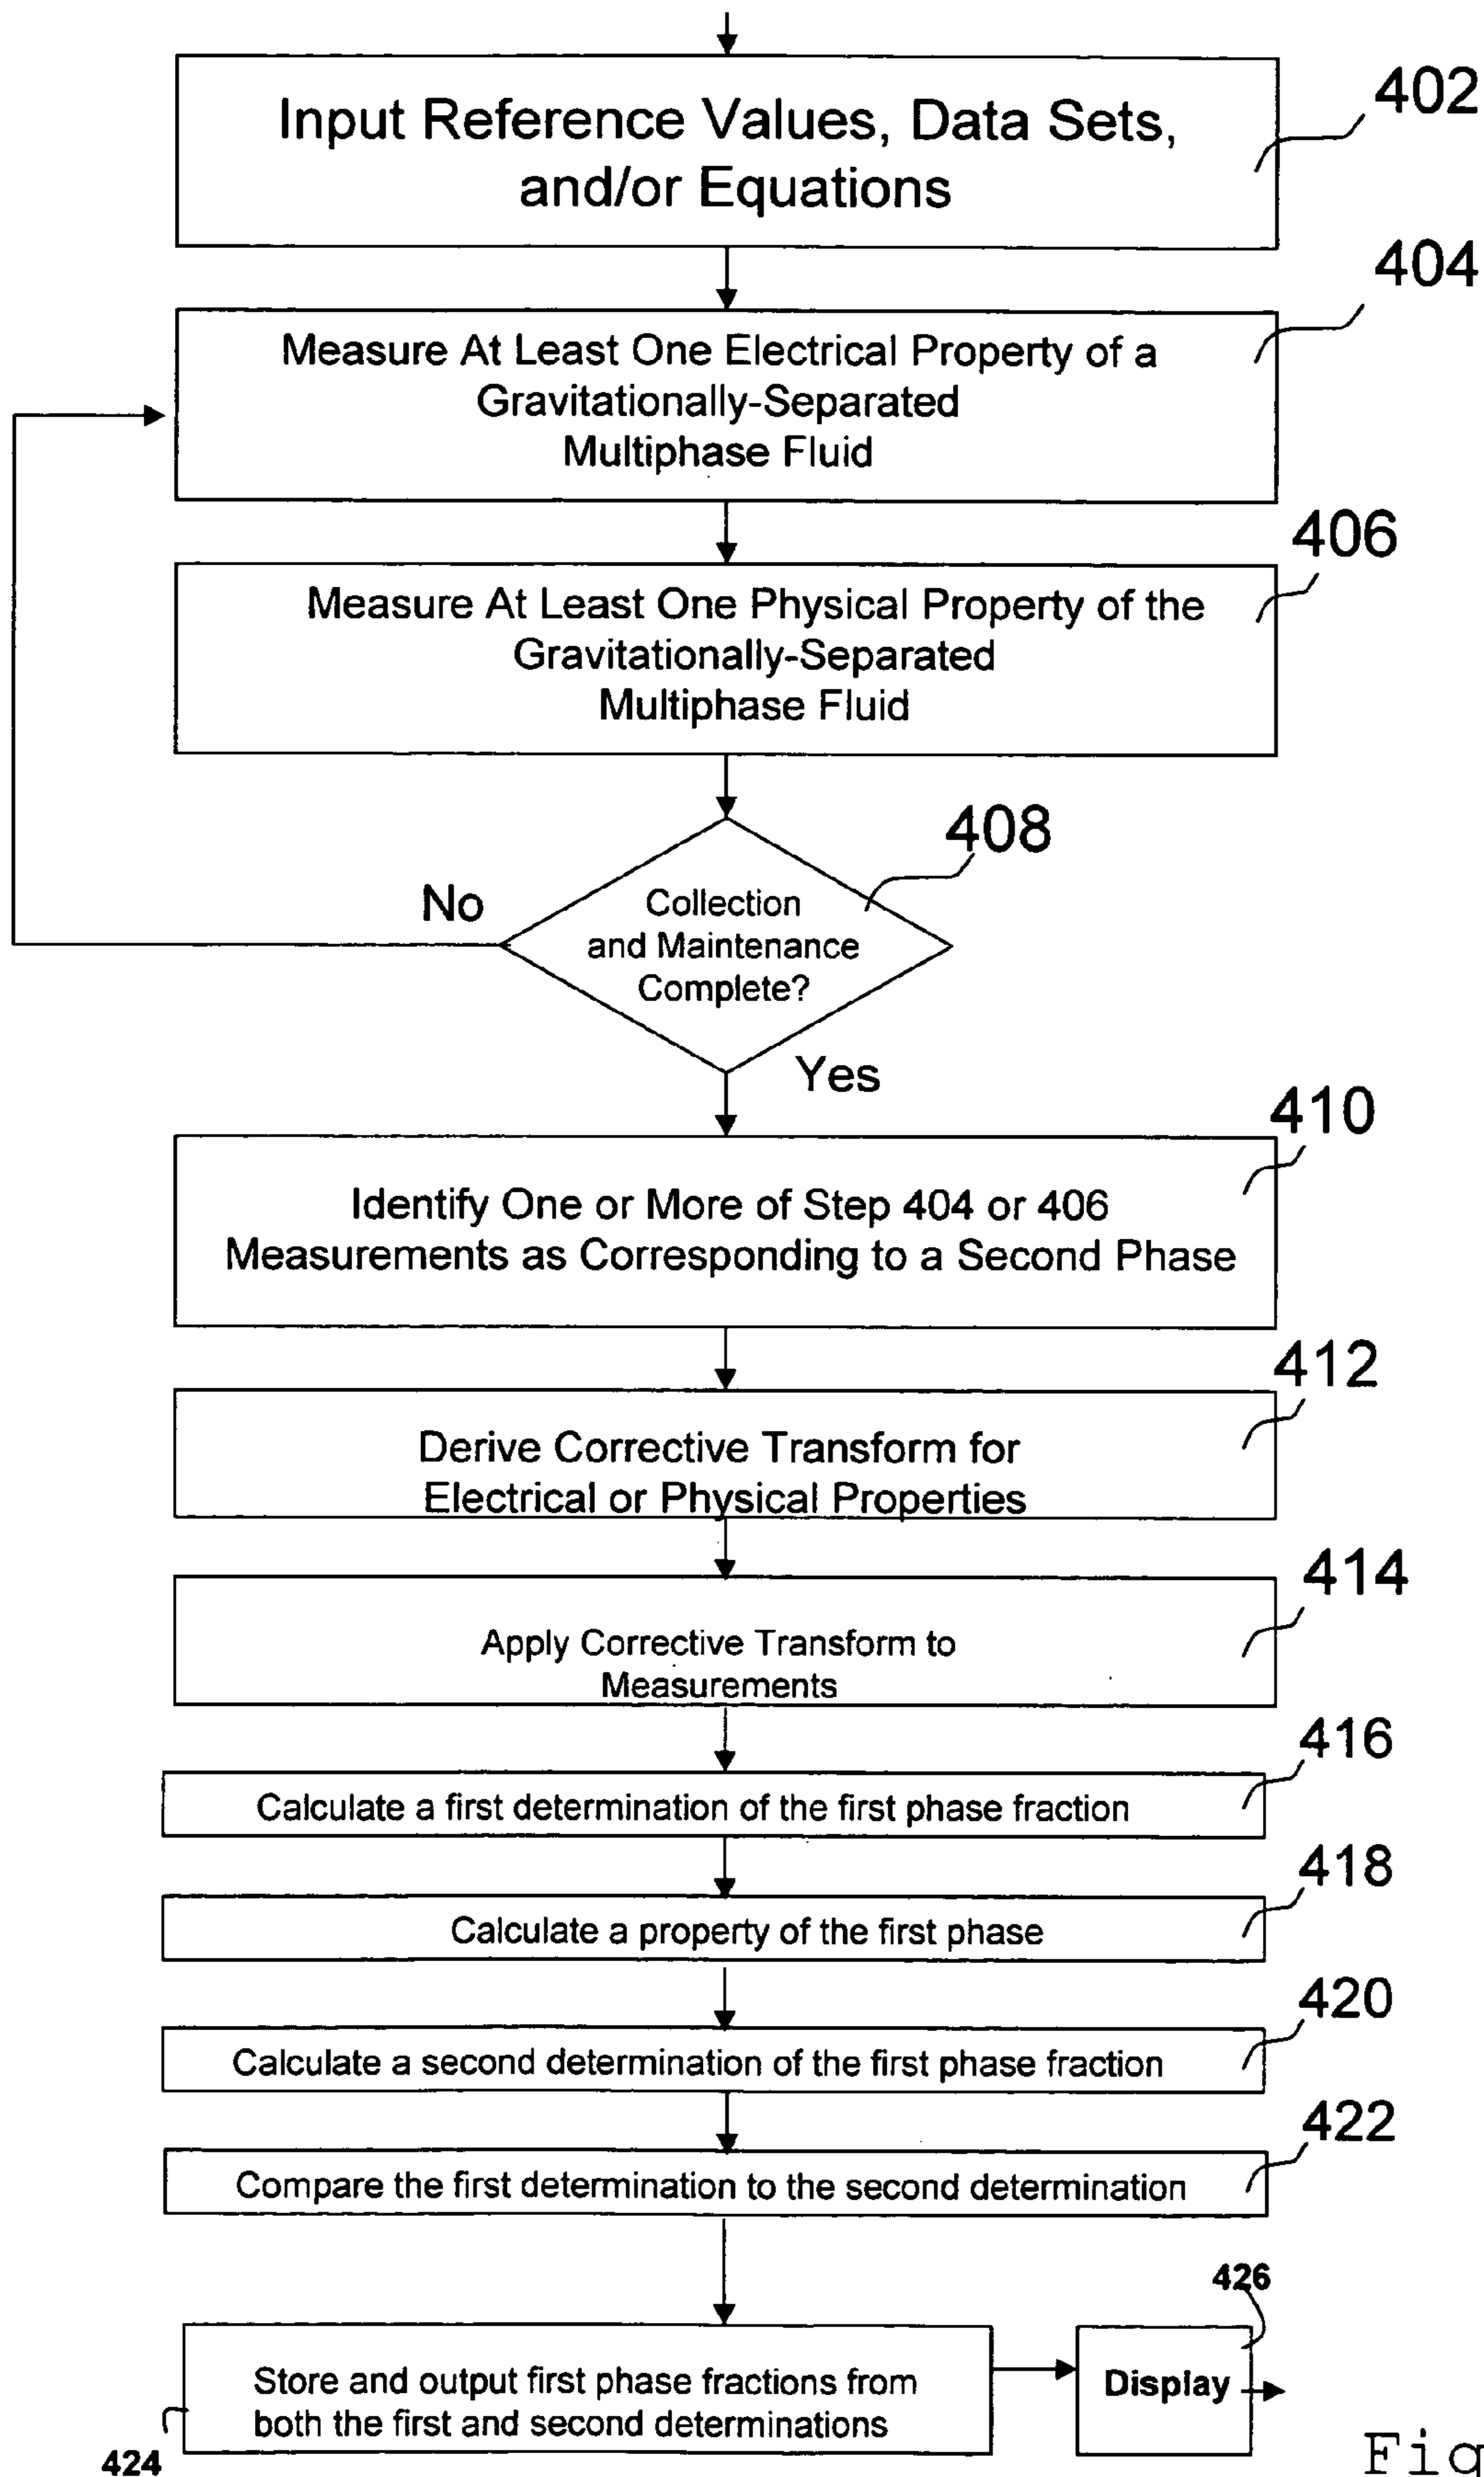 402
Input Reference Values, Data Sets,
and/or Equations
404
Measure At Least One Electrical Property of a
Gravitationally-Separated
Multiphase Fluid
406
Measure At Least One Physical Property of the
Gravitationally-Separated
Multiphase Fluid
408
No
Collection
and Maintenance
Complete?
Yes
410
Identify One or More of Step 404 or 406
Measurements as Corresponding to a Second Phase
412
Derive Corrective Transform for
Electrical or Physical Properties
414
Apply Corrective Transform to
Measurements
416
Calculate a first determination of the first phase fraction
418
Calculate a property of the first phase
420
Calculate a second determination of the first phase fraction
422
Compare the first determination to the second determination
426
Store and output first phase fractions from
both the first and second determinations
Display
424
Fig